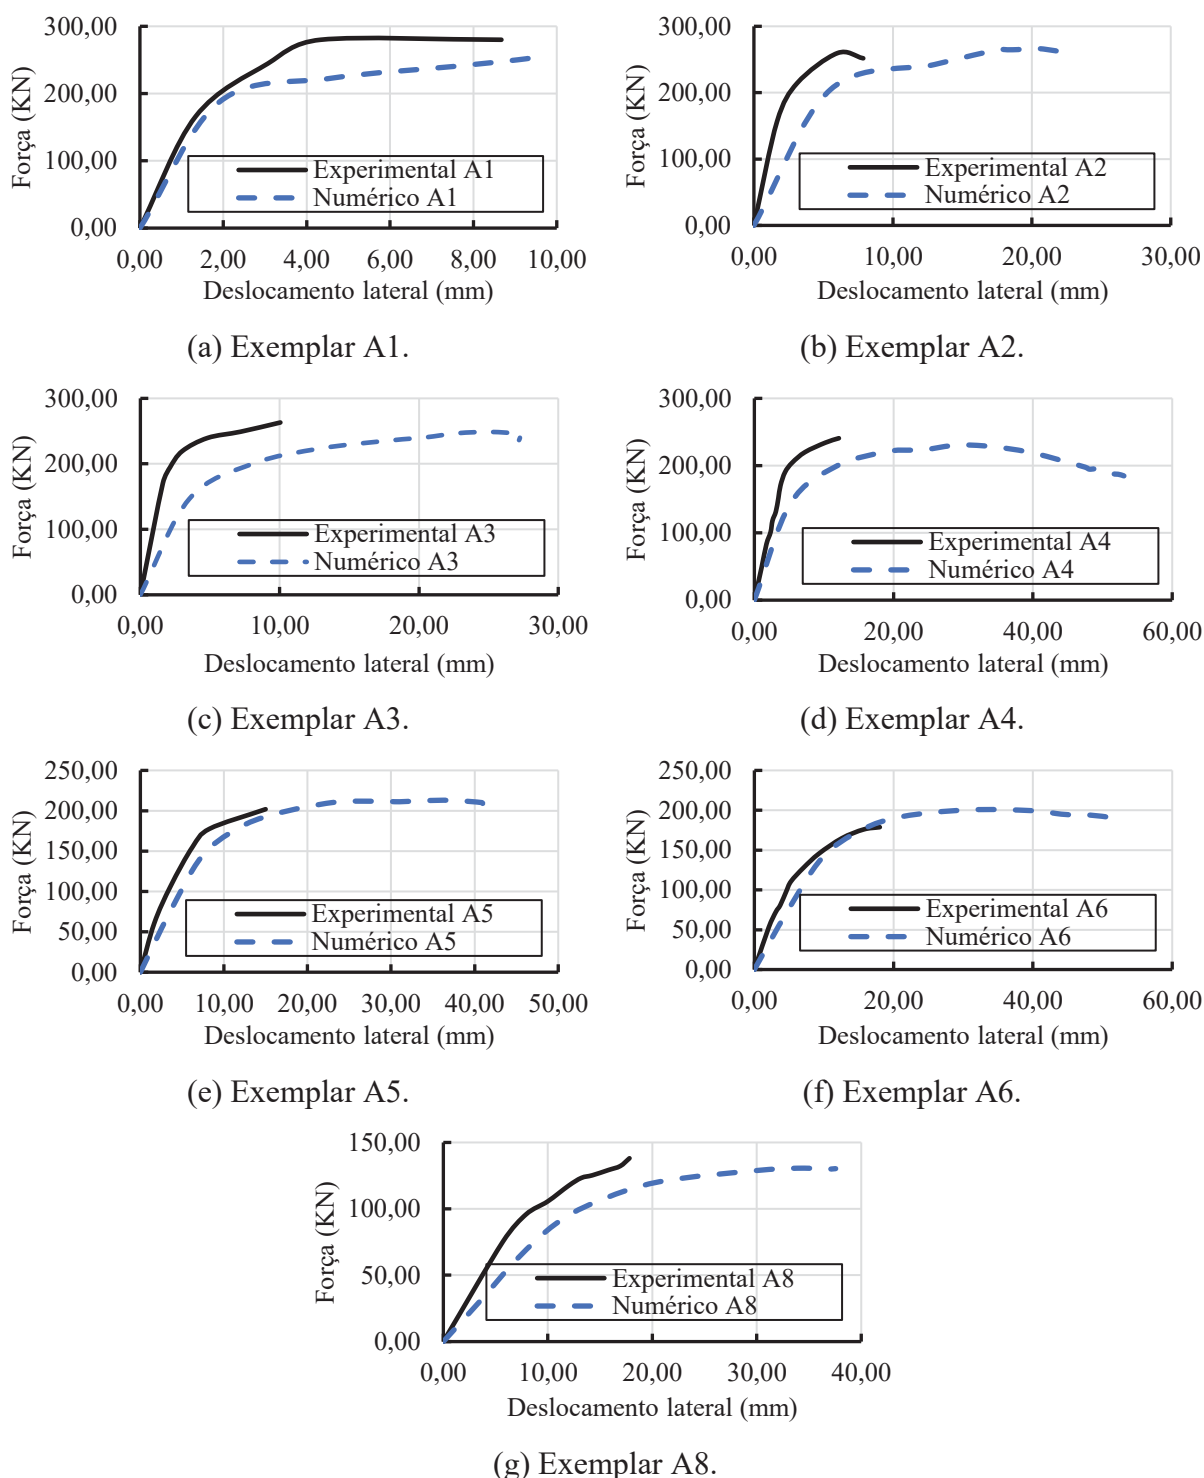 300,00
200,00
100,00
0,00
Força (KN)
Experimental A1
Numérico A1
0,00 2,00 4,00 6,00 8,00 10,00
Deslocamento lateral (mm)
(a) Exemplar A1.
300,00
200,00
100,00
0,00
Força (KN)
Experimental A2
Numérico A2
0,00 10,00 20,00 30,00
Deslocamento lateral (mm)
(b) Exemplar A2.
300,00
200,00
100,00
0,00
Força (KN)
Experimental A3
Numérico A3
0,00 10,00 20,00 30,00
Deslocamento lateral (mm)
(c) Exemplar A3.
300,00
200,00
100,00
0,00
Força (KN)
Experimental A4
Numérico A4
0,00 20,00 40,00 60,00
Deslocamento lateral (mm)
(d) Exemplar A4.
250,00
200,00
150,00
100,00
50,00
0,00
Força (KN)
Experimental A5
Numérico A5
0,00 10,00 20,00 30,00 40,00 50,00
Deslocamento lateral (mm)
(e) Exemplar A5.
250,00
200,00
150,00
100,00
50,00
0,00
Força (KN)
Experimental A6
Numérico A6
0,00 20,00 40,00 60,00
Deslocamento lateral (mm)
(f) Exemplar A6.
150,00
100,00
50,00
0,00
Força (KN)
Experimental A8
Numérico A8
0,00 10,00 20,00 30,00 40,00
Deslocamento lateral (mm)
(g) Exemplar A8.